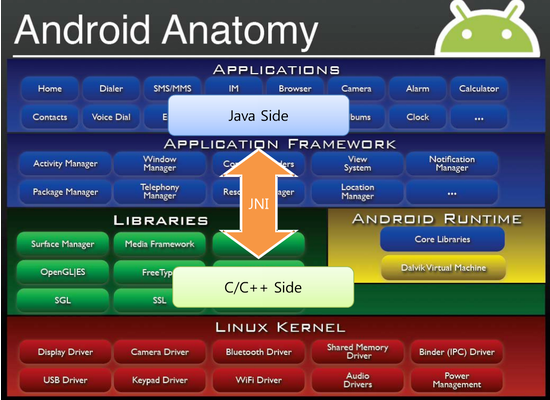 Android Anatomy
APPLICATIONS
Home Dialer SMS/MMS IM Browser Camera Alarm Calculator
Java Side
Contacts Voice Dial Clock ...
APPLICATION FRAMEWORK
Activity Manager Window Manager View System Notification Manager
Package Manager Telephony Manager Location Manager ...
JNI
LIBRARIES ANDROID RUNTIME
Surface Manager Media Framework Core Libraries
OpenGL|ES Dalvik Virtual Machine
C/C++ Side
SGL SSL
LINUX KERNEL
Display Driver Camera Driver Bluetooth Driver Shared Memory Driver Binder (IPC) Driver
USB Driver Keypad Driver WiFi Driver Audio Drivers Power Management